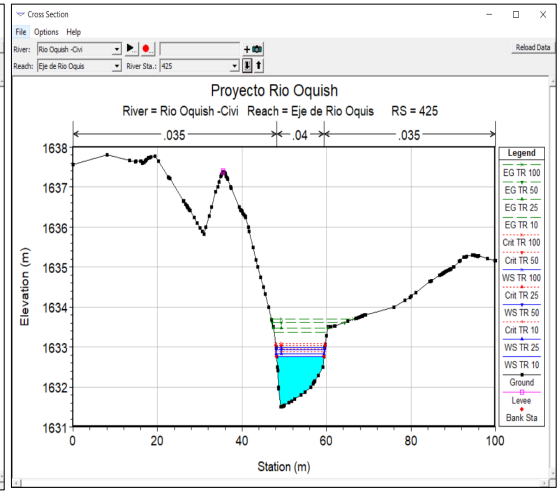 Cross Section
File Options Help
River: Rio Oquish -Civi
Reload Data
Reach: Eje de Rio Oquis River Sta.: 425
Proyecto Rio Oquish
River = Rio Oquish -Civi Reach = Eje de Rio Oquis RS = 425
.035 .04 .035
1638
1637
1636
1635
1634
1633
1632
1631
Elevation (m)
0 20 40 60 80 100
Station (m)
Legend
EG TR 100
EG TR 50
EG TR 25
EG TR 10
Crit TR 100
Crit TR 50
WS TR 100
Crit TR 25
WS TR 50
Crit TR 10
WS TR 25
WS TR 10
Ground
Levee
Bank Sta